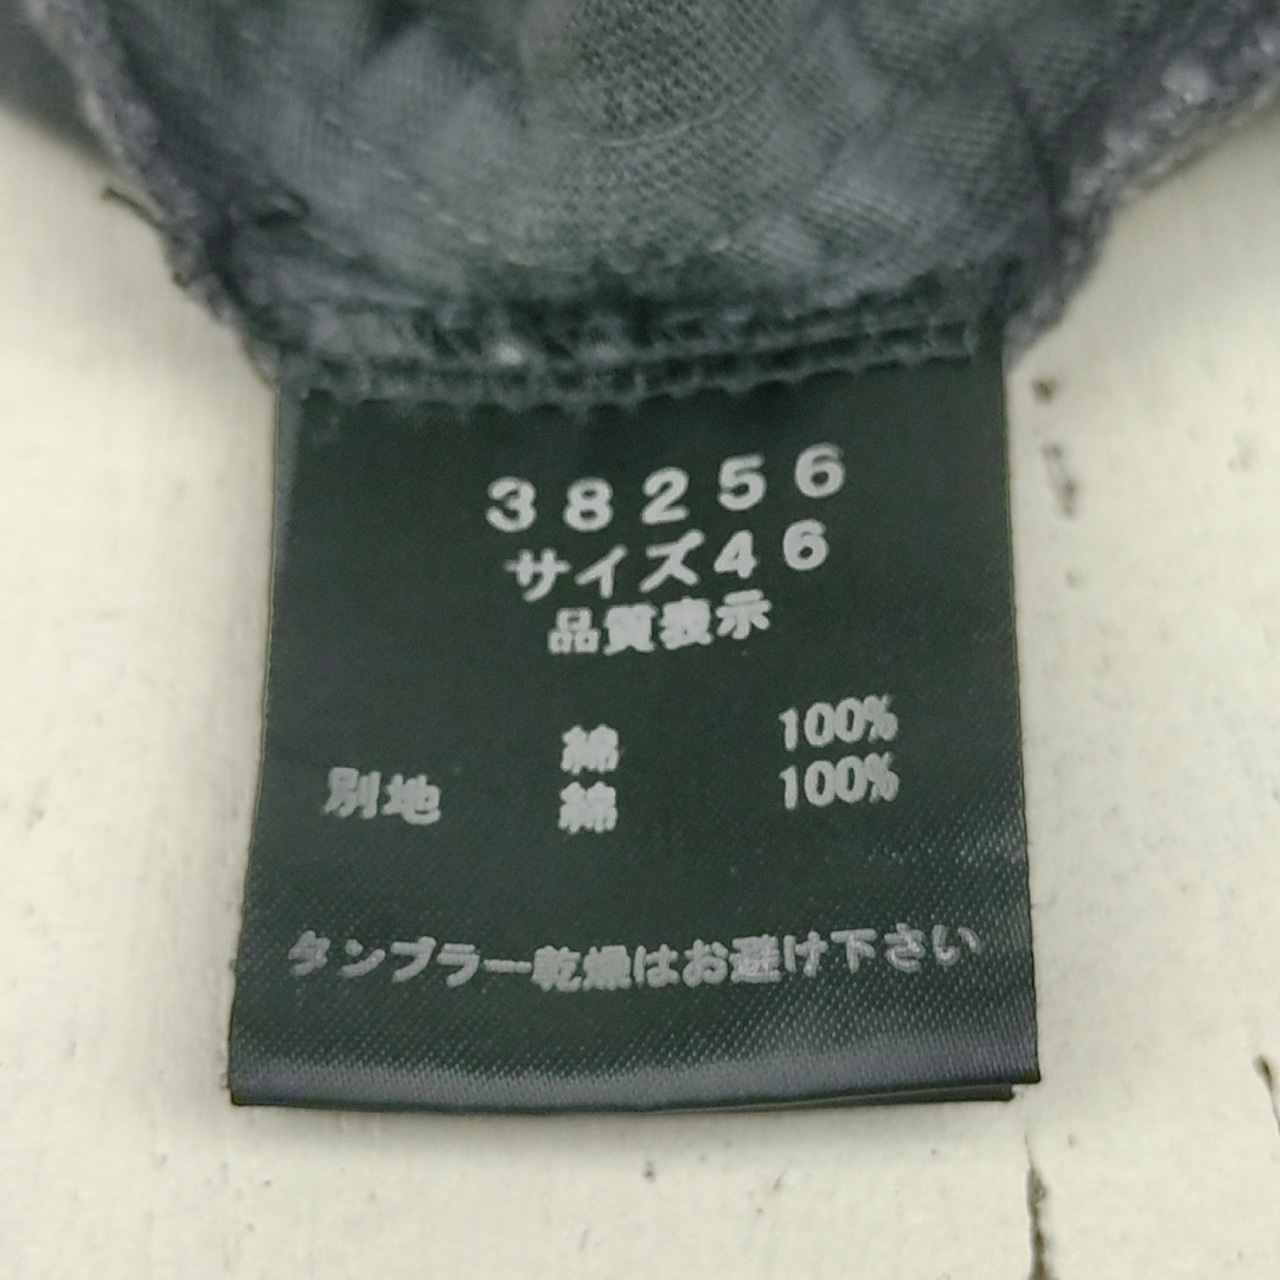 38256
サイズ46
品質表示
綿 100%
別地 綿 100%
タンブラー乾燥はお避け下さい